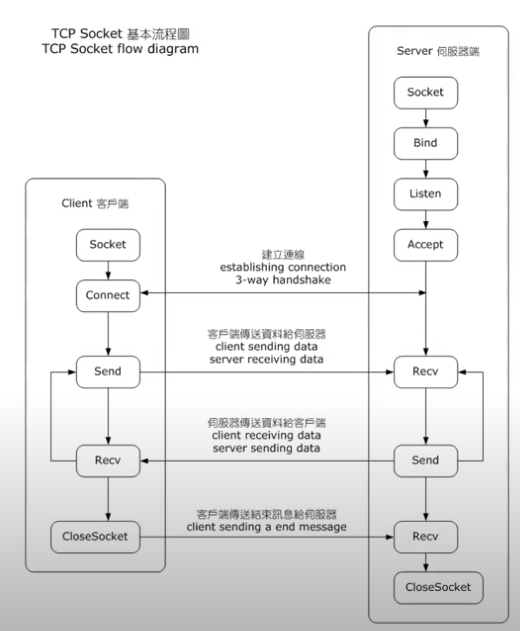 TCP Socket 基本流程圖
TCP Socket flow diagram
Server 伺服器端
Socket
Bind
Listen
Accept
Client 客戶端
Socket
Connect
建立連線
establishing connection
3-way handshake
客戶端傳送資料給伺服器
client sending data
server receiving data
Send
Recv
伺服器傳送資料給客戶端
client receiving data
server sending data
Recv
Send
客戶端傳送結束訊息給伺服器
client sending a end message
CloseSocket
Recv
CloseSocket